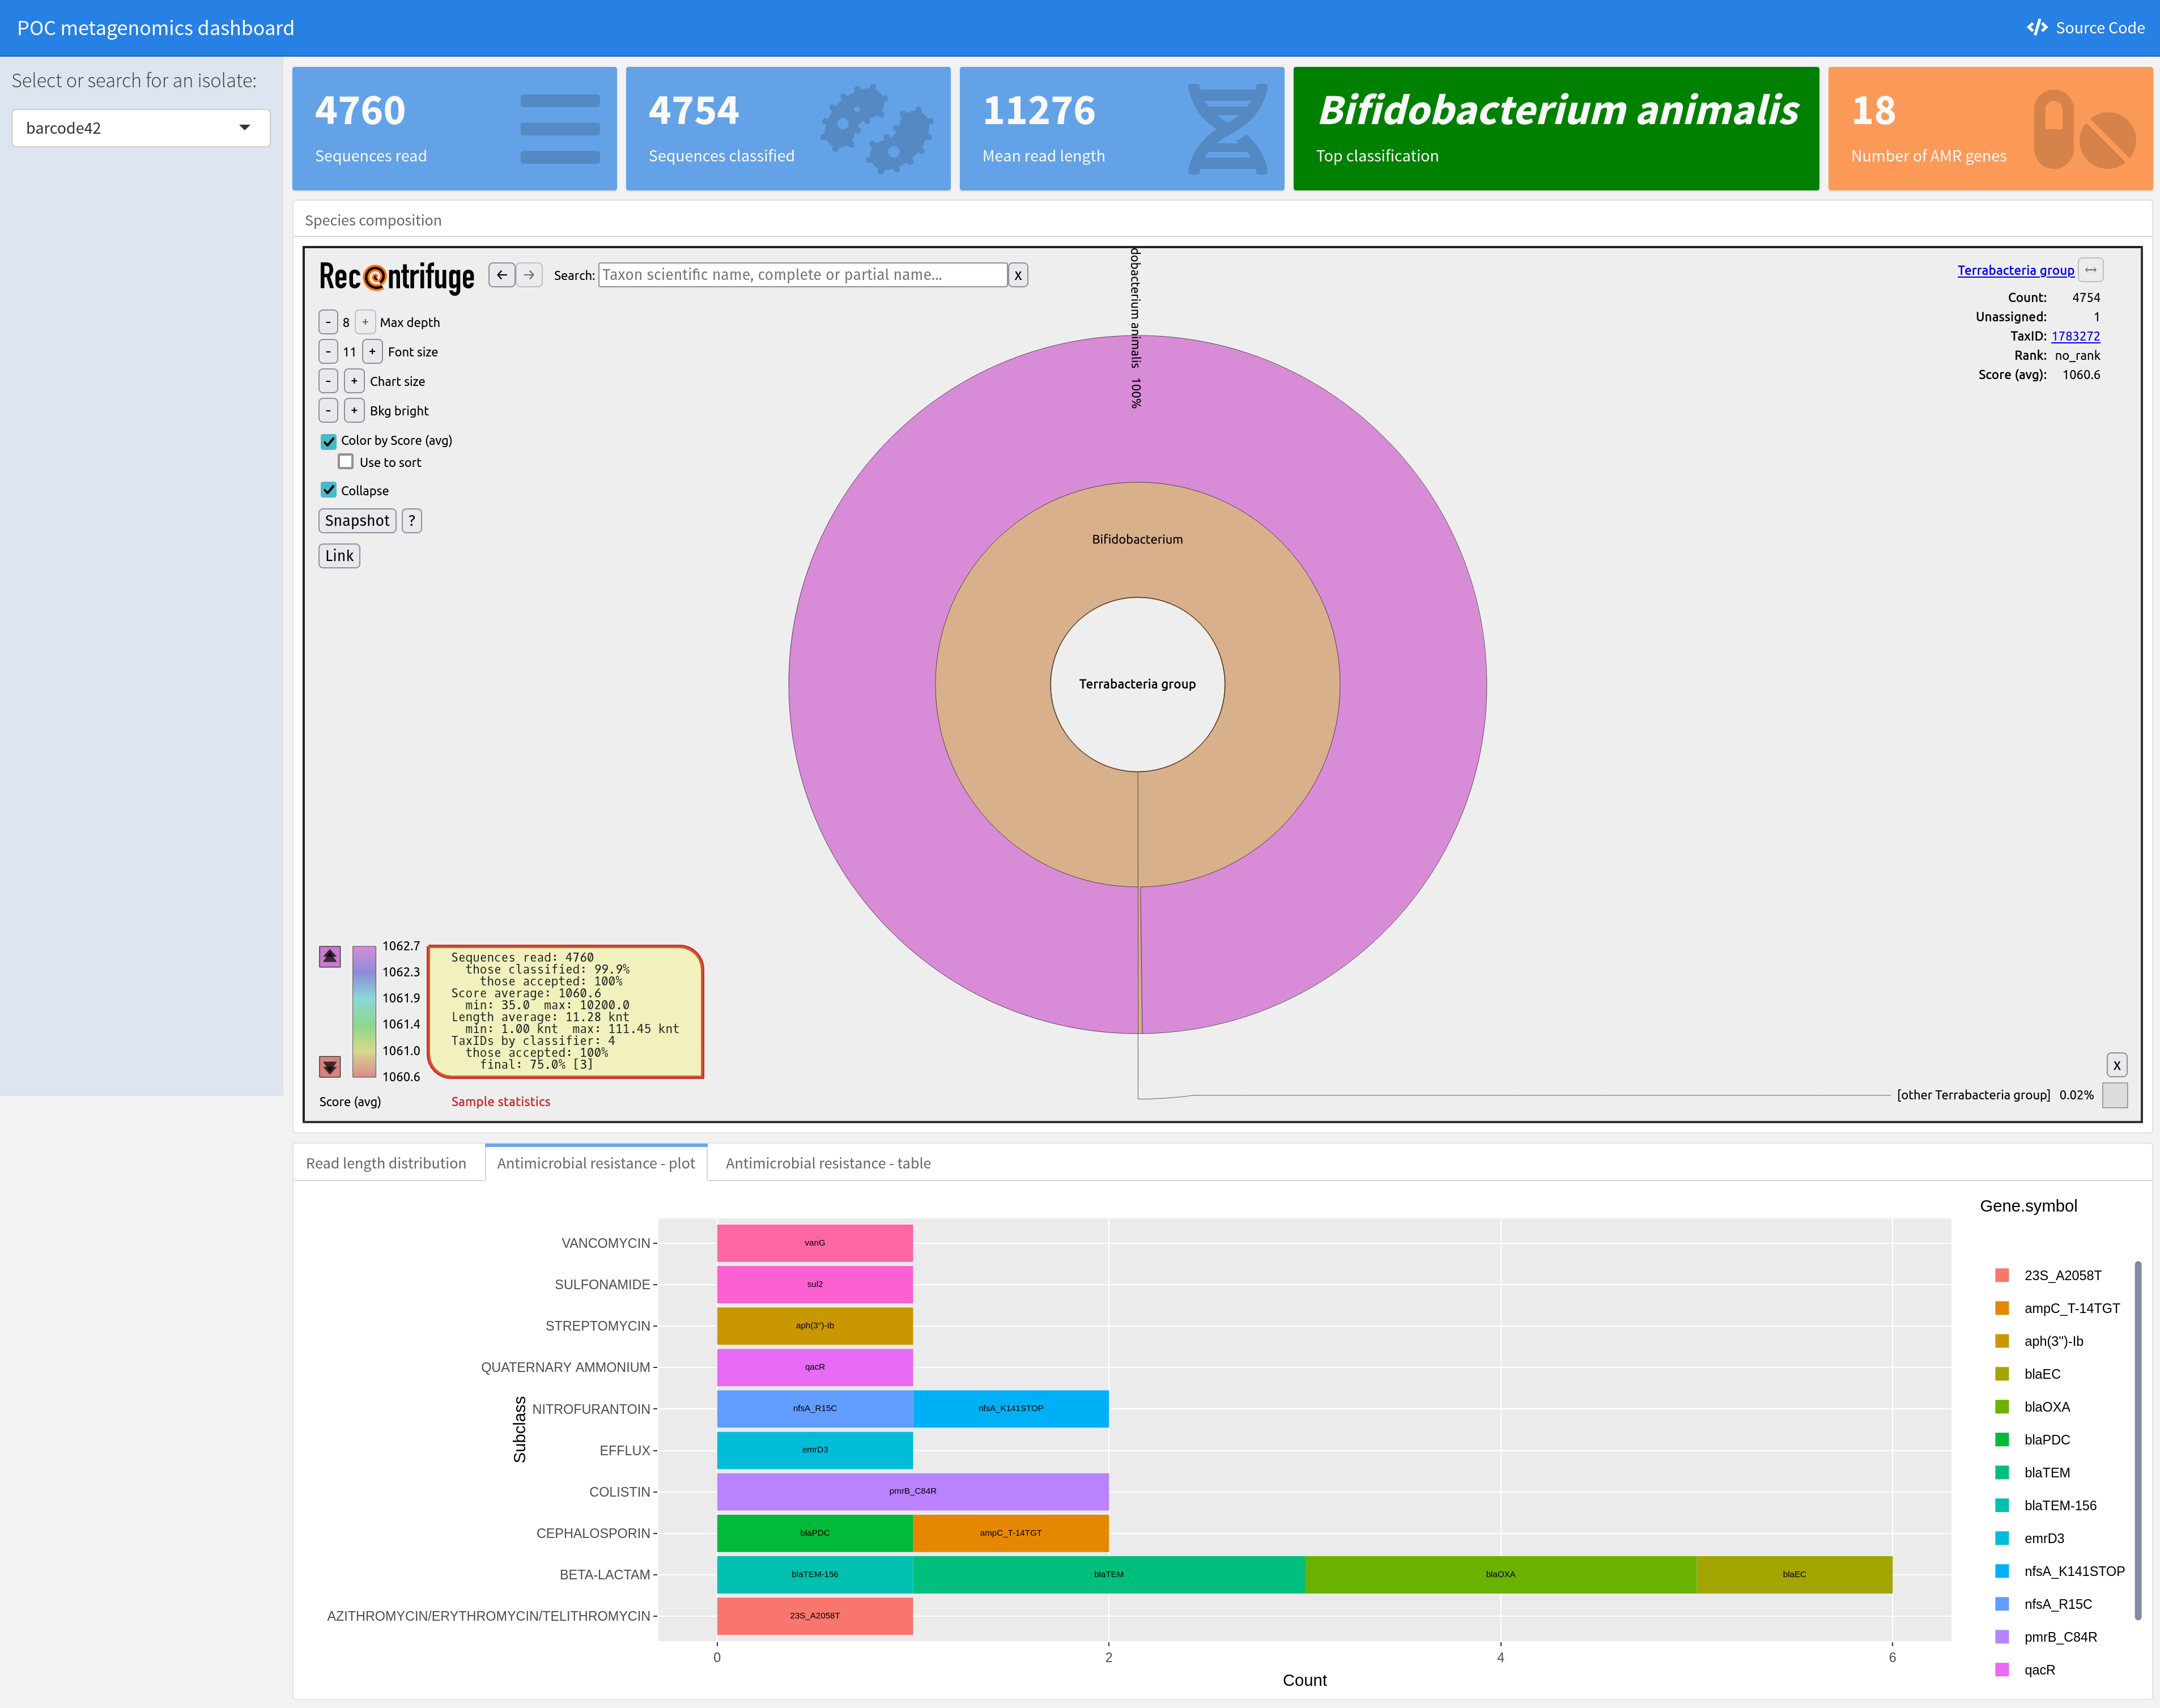 POC metagenomics dashboard
Source Code
Select or search for an isolate:
barcode42
4760
Sequences read
4754
Sequences classified
11276
Mean read length
Bifidobacterium animalis
Top classification
18
Number of AMR genes
Species composition
Recentrifuge
←
→
Search:
Taxon scientific name, complete or partial name...
x
- 8 + Max depth
- 11 + Font size
- + Chart size
- + Bkg bright
Color by Score (avg)
Use to sort
Collapse
Snapshot ?
Link
Terrabacteria group ↔
Count: 4754
Unassigned: 1
TaxID: 1783272
Rank: no_rank
Score (avg): 1060.6
dobacterium animalis 100%
Bifidobacterium
Terrabacteria group
1062.7
1062.3
1061.9
1061.4
1061.0
1060.6
Score (avg)
Sequences read: 4760
those classified: 99.9%
those accepted: 100%
Score average: 1060.6
min: 35.0 max: 10200.0
Length average: 11.28 knt
min: 1.00 knt max: 111.45 knt
TaxIDs by classifier: 4
those accepted: 100%
final: 75.0% [3]
Sample statistics
x
[other Terrabacteria group] 0.02%
Read length distribution
Antimicrobial resistance - plot
Antimicrobial resistance - table
Subclass
VANCOMYCIN
vanG
SULFONAMIDE
sul2
STREPTOMYCIN
aph(3'')-Ib
QUATERNARY AMMONIUM
qacR
NITROFURANTOIN
nfsA_R15C
nfsA_K141STOP
EFFLUX
emrD3
COLISTIN
pmrB_C84R
CEPHALOSPORIN
blaPDC
ampC_T-14TGT
BETA-LACTAM
blaTEM-156
blaTEM
blaOXA
blaEC
AZITHROMYCIN/ERYTHROMYCIN/TELITHROMYCIN
23S_A2058T
0
2
4
6
Count
Gene.symbol
23S_A2058T
ampC_T-14TGT
aph(3'')-Ib
blaEC
blaOXA
blaPDC
blaTEM
blaTEM-156
emrD3
nfsA_K141STOP
nfsA_R15C
pmrB_C84R
qacR